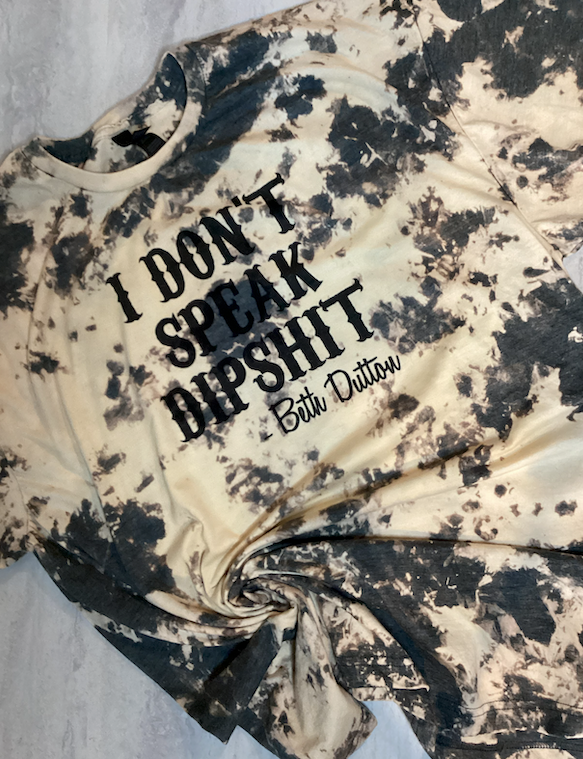 I DON'T
SPEAK
DIPSHIT
- Beth Dutton